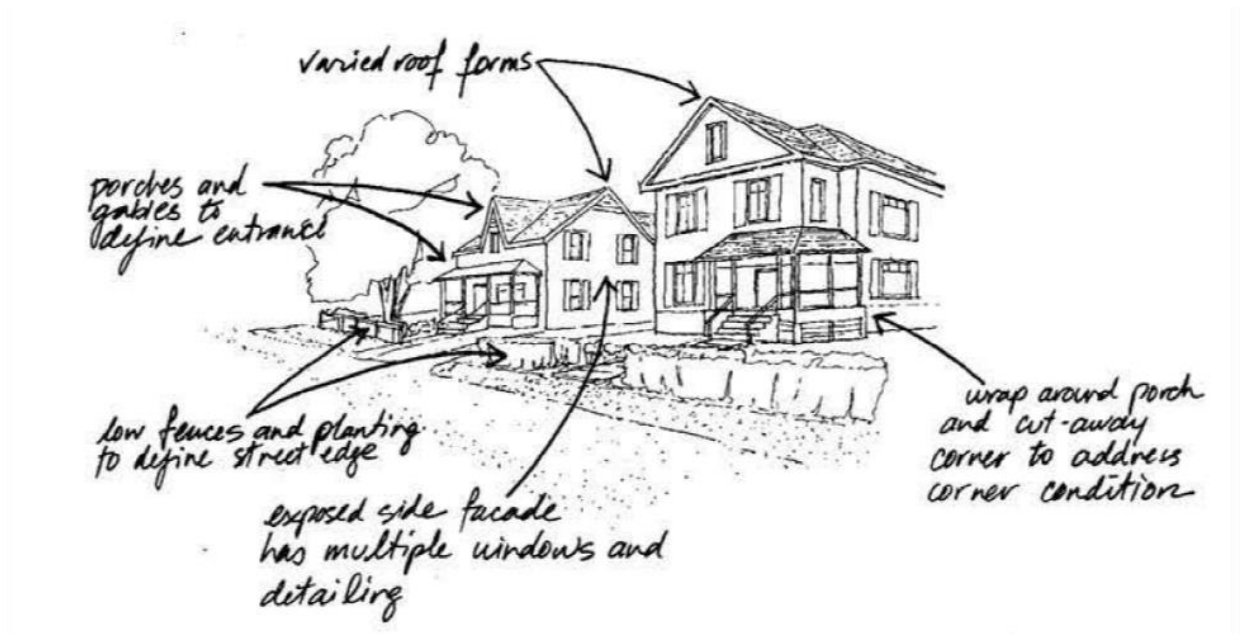 varied roof forms
porches and
gables to
define entrance
low fences and planting
to define street edge
exposed side facade
has multiple windows and
detailing
wrap around porch
and cut-away
corner to address
corner condition